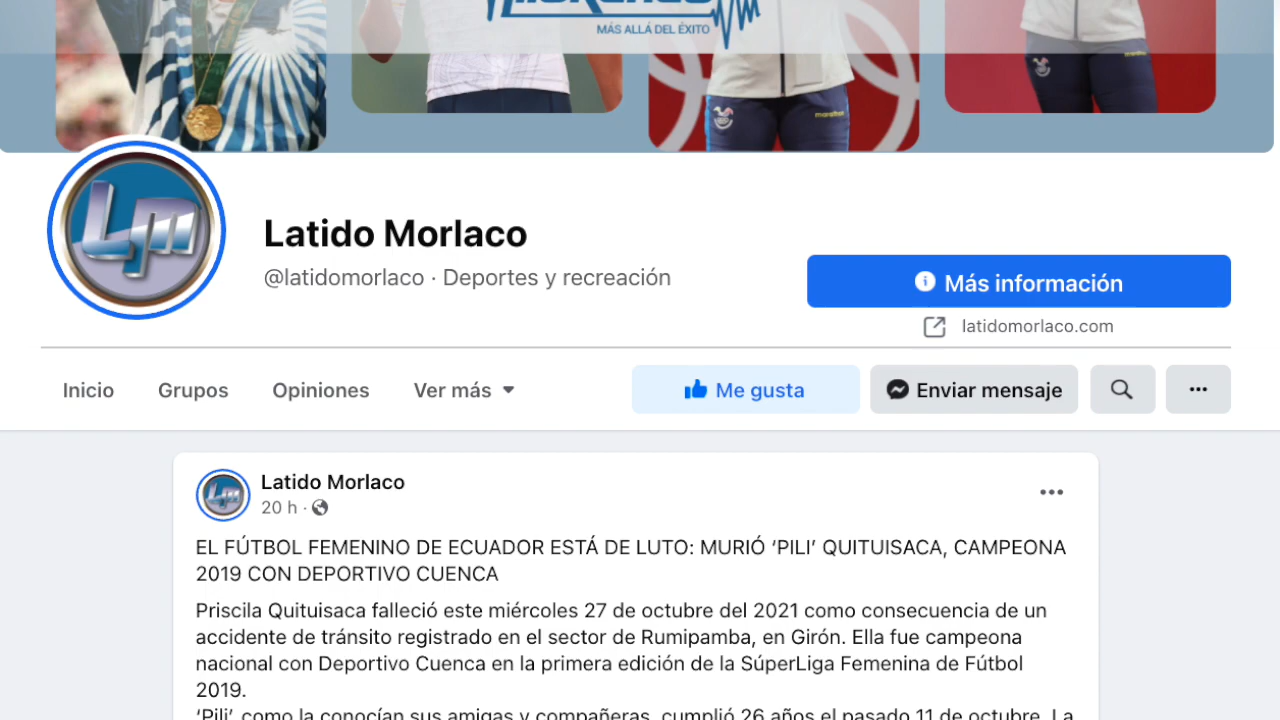 MÁS ALLÁ DEL ÉXITO
marathon
marathon
Lm
Latido Morlaco
@latidomorlaco · Deportes y recreación
Más información
latidomorlaco.com
Inicio Grupos Opiniones Ver más Me gusta Enviar mensaje
Lm
Latido Morlaco
20 h ·
EL FÚTBOL FEMENINO DE ECUADOR ESTÁ DE LUTO: MURIÓ ‘PILI’ QUITUISACA, CAMPEONA
2019 CON DEPORTIVO CUENCA
Priscila Quituisaca falleció este miércoles 27 de octubre del 2021 como consecuencia de un
accidente de tránsito registrado en el sector de Rumipamba, en Girón. Ella fue campeona
nacional con Deportivo Cuenca en la primera edición de la SúperLiga Femenina de Fútbol
2019.
‘Pili’ como la conocían sus amigas y compañeras, cumplió 26 años el pasado 11 de octubre. La